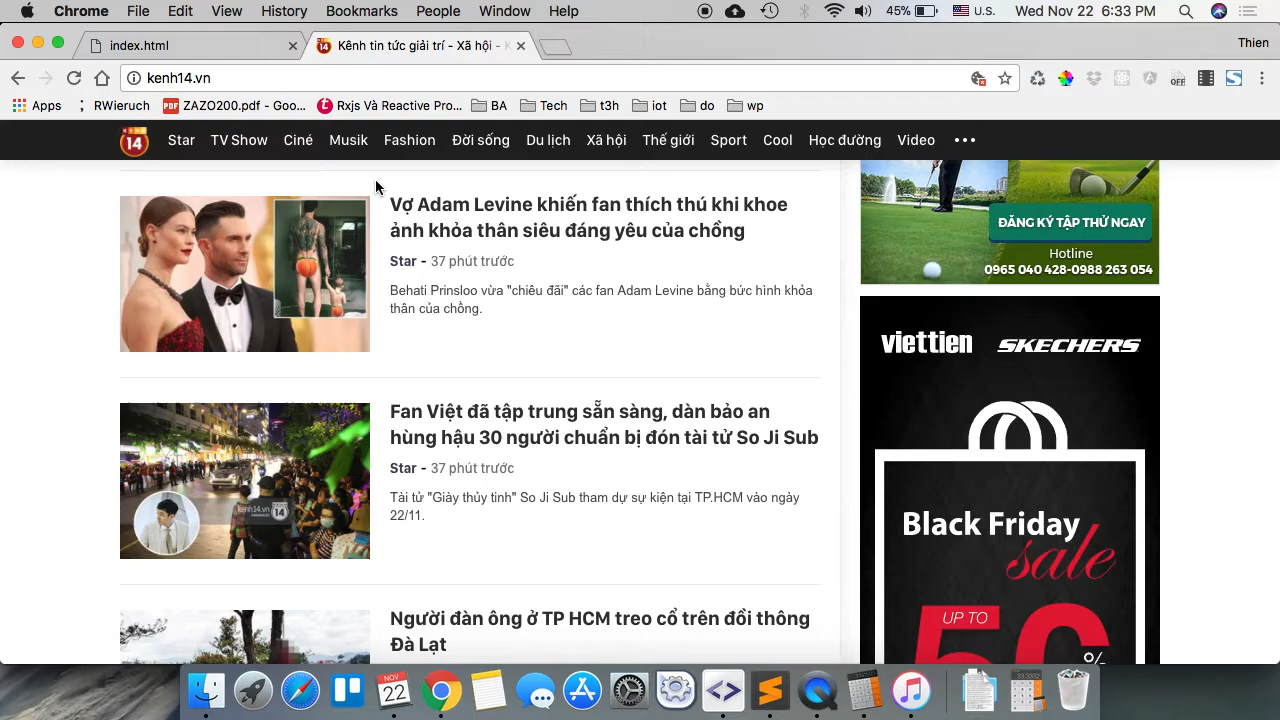 Chrome File Edit View History Bookmarks People Window Help 45% U.S. Wed Nov 22 6:33 PM
index.html
Kênh tin tức giải trí - Xã hội - K
Thien
kenh14.vn
Apps RWieruch ZAZO200.pdf - Goo... Rxjs Và Reactive Pro... BA Tech t3h iot do wp
14 Star TV Show Ciné Musik Fashion Đời sống Du lịch Xã hội Thế giới Sport Cool Học đường Video
Vợ Adam Levine khiến fan thích thú khi khoe
ảnh khỏa thân siêu đáng yêu của chồng
Star - 37 phút trước
Behati Prinsloo vừa "chiêu đãi" các fan Adam Levine bằng bức hình khỏa
thân của chồng.
Fan Việt đã tập trung sẵn sàng, dàn bảo an
hùng hậu 30 người chuẩn bị đón tài tử So Ji Sub
Star - 37 phút trước
Tài tử "Giày thủy tinh" So Ji Sub tham dự sự kiện tại TP.HCM vào ngày
22/11.
kenh14.vn
Người đàn ông ở TP HCM treo cổ trên đồi thông
Đà Lạt
ĐĂNG KÝ TẬP THỬ NGAY
Hotline
0965 040 428-0988 263 054
viettien SKECHERS
Black Friday
sale
UP TO
50%
NOV
22